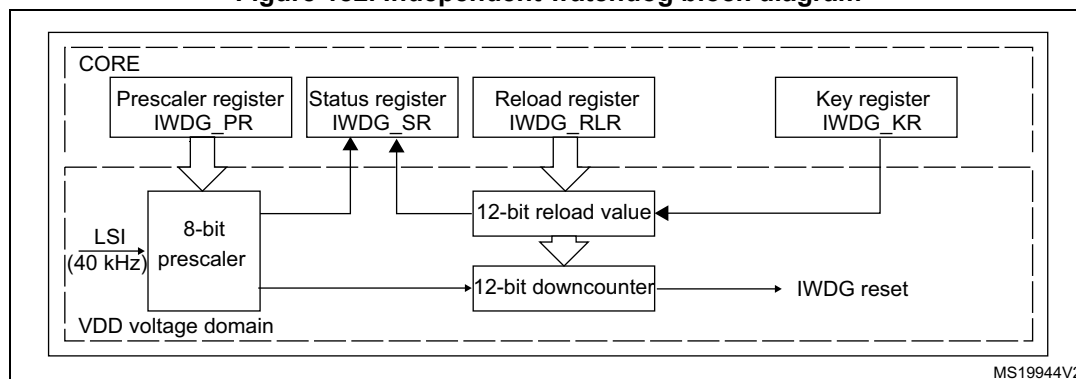 Figure Independent watchdog block diagram
CORE
Prescaler register
IWDG_PR
Status register
IWDG_SR
Reload register
IWDG_RLR
Key register
IWDG_KR
LSI
(40 kHz)
8-bit
prescaler
12-bit reload value
12-bit downcounter
IWDG reset
VDD voltage domain
MS19944V2